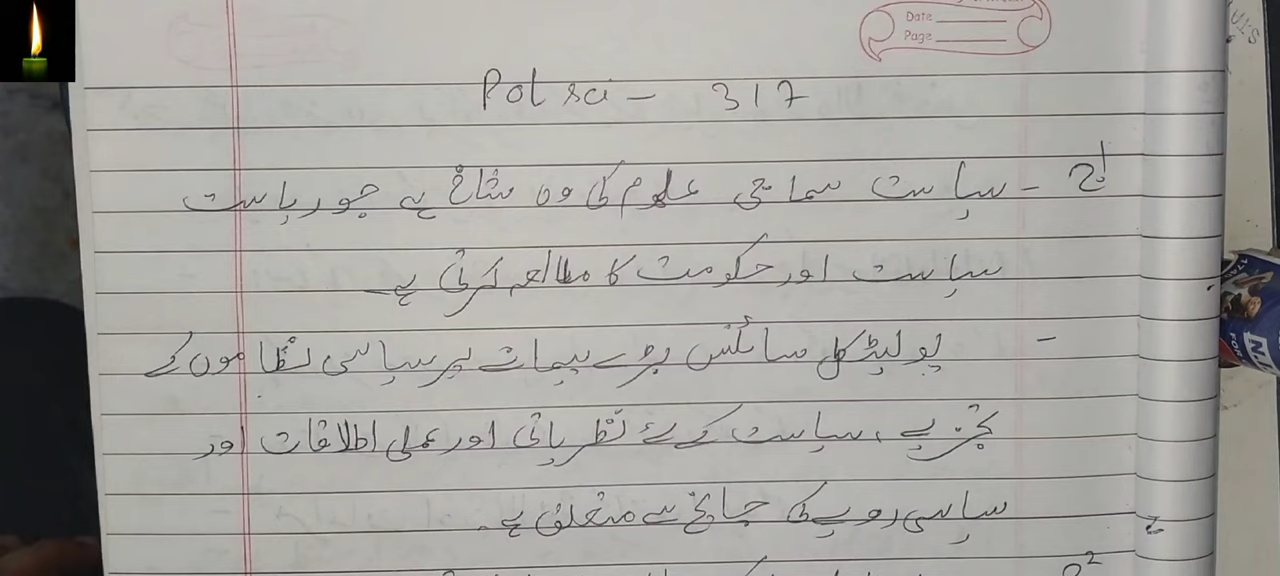 Date
Page
Pol sci - 317
ج1 - سیاست سماجی علوم کی وہ شاخ ہے جو ریاست
سیاست اور حکومت کا مطالعہ کرتی ہے۔
- پولیٹکل سائنس بڑے پیمانے پر سیاسی نظاموں کے
تجزیے، سیاست کے نظریاتی اور عملی اطلاقات اور
سیاسی رویے کی جانچ سے متعلق ہے۔